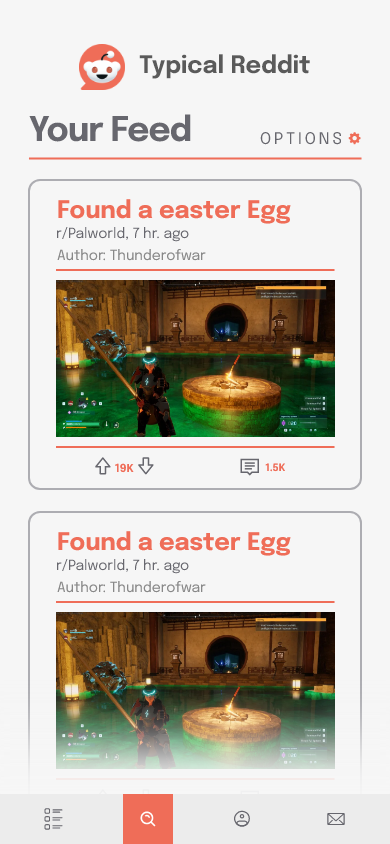 Typical Reddit
Your Feed
OPTIONS
Found a easter Egg
r/Palworld, 7 hr. ago
Author: Thunderofwar
19K
1.5K
Found a easter Egg
r/Palworld, 7 hr. ago
Author: Thunderofwar